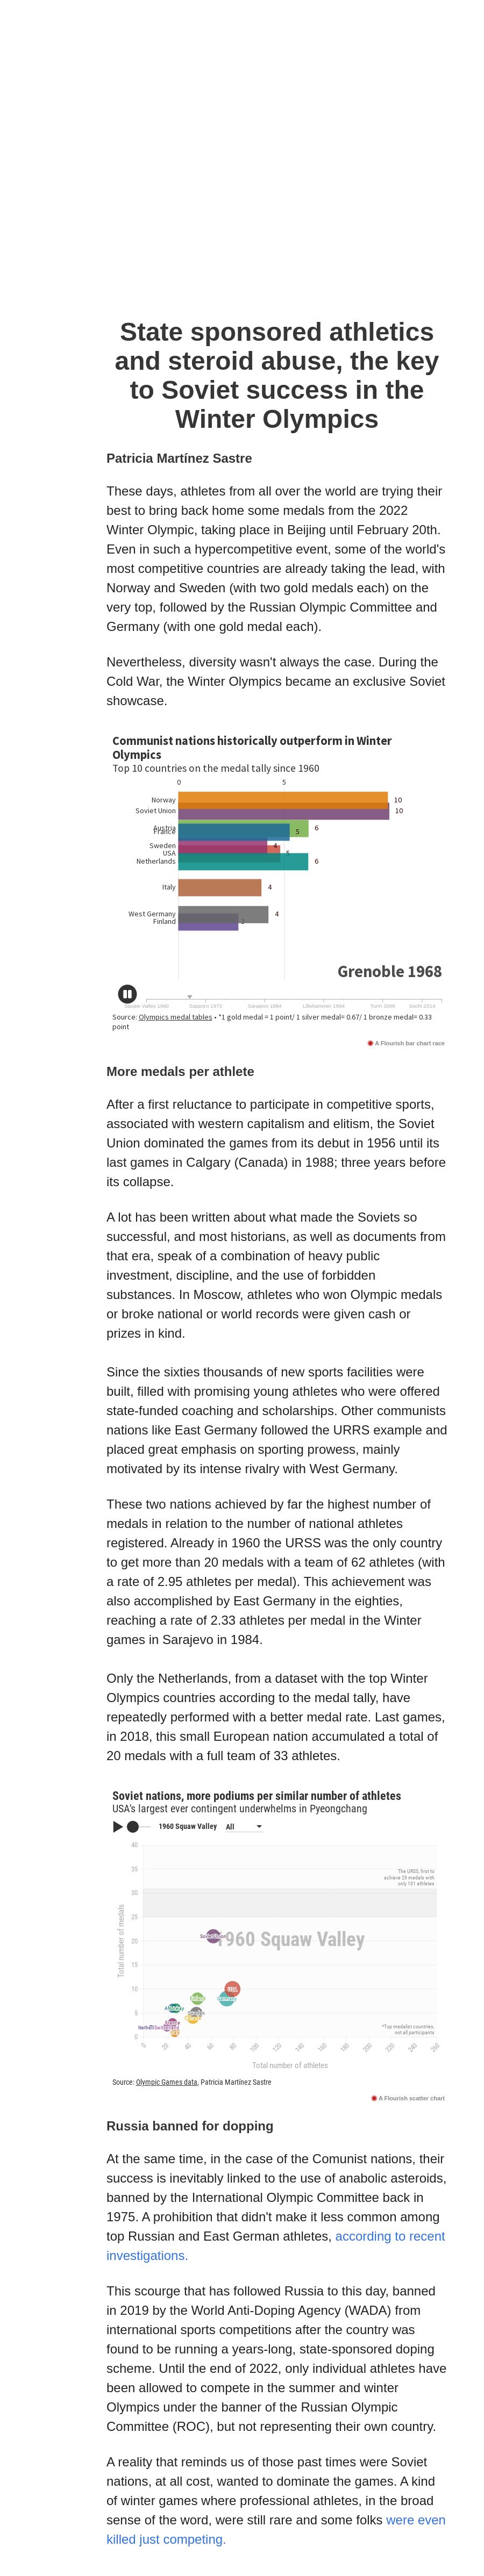 State sponsored athletics
and steroid abuse, the key
to Soviet success in the
Winter Olympics
Patricia Martínez Sastre
These days, athletes from all over the world are trying their
best to bring back home some medals from the 2022
Winter Olympic, taking place in Beijing until February 20th.
Even in such a hypercompetitive event, some of the world's
most competitive countries are already taking the lead, with
Norway and Sweden (with two gold medals each) on the
very top, followed by the Russian Olympic Committee and
Germany (with one gold medal each).
Nevertheless, diversity wasn't always the case. During the
Cold War, the Winter Olympics became an exclusive Soviet
showcase.
Communist nations historically outperform in Winter
Olympics
Top 10 countries on the medal tally since 1960
0 5
Norway 10
Soviet Union 10
Austria 6
France 5
Sweden 4
USA 5
Netherlands 6
Italy 4
West Germany 4
Finland
Grenoble 1968
Squaw Valley 1960 Sapporo 1972 Sarajevo 1984 Lillehammer 1994 Turin 2006 Sochi 2014
Source: Olympics medal tables • *1 gold medal = 1 point/ 1 silver medal= 0.67/ 1 bronze medal= 0.33
point
A Flourish bar chart race
More medals per athlete
After a first reluctance to participate in competitive sports,
associated with western capitalism and elitism, the Soviet
Union dominated the games from its debut in 1956 until its
last games in Calgary (Canada) in 1988; three years before
its collapse.
A lot has been written about what made the Soviets so
successful, and most historians, as well as documents from
that era, speak of a combination of heavy public
investment, discipline, and the use of forbidden
substances. In Moscow, athletes who won Olympic medals
or broke national or world records were given cash or
prizes in kind.
Since the sixties thousands of new sports facilities were
built, filled with promising young athletes who were offered
state-funded coaching and scholarships. Other communists
nations like East Germany followed the URRS example and
placed great emphasis on sporting prowess, mainly
motivated by its intense rivalry with West Germany.
These two nations achieved by far the highest number of
medals in relation to the number of national athletes
registered. Already in 1960 the URSS was the only country
to get more than 20 medals with a team of 62 athletes (with
a rate of 2.95 athletes per medal). This achievement was
also accomplished by East Germany in the eighties,
reaching a rate of 2.33 athletes per medal in the Winter
games in Sarajevo in 1984.
Only the Netherlands, from a dataset with the top Winter
Olympics countries according to the medal tally, have
repeatedly performed with a better medal rate. Last games,
in 2018, this small European nation accumulated a total of
20 medals with a full team of 33 athletes.
Soviet nations, more podiums per similar number of athletes
USA's largest ever contingent underwhelms in Pyeongchang
1960 Squaw Valley All
40
35
The URSS, first to
achieve 29 medals with
only 101 athletes
30
25
1960 Squaw Valley
20
15
10
5
*Top medalist countries,
not all participants
0
0 20 40 60 80 100 120 140 160 180 200 220 240 260
Total number of medals
Total number of athletes
Source: Olympic Games data, Patricia Martínez Sastre
A Flourish scatter chart
Russia banned for dopping
At the same time, in the case of the Comunist nations, their
success is inevitably linked to the use of anabolic asteroids,
banned by the International Olympic Committee back in
1975. A prohibition that didn't make it less common among
top Russian and East German athletes, according to recent
investigations.
This scourge that has followed Russia to this day, banned
in 2019 by the World Anti-Doping Agency (WADA) from
international sports competitions after the country was
found to be running a years-long, state-sponsored doping
scheme. Until the end of 2022, only individual athletes have
been allowed to compete in the summer and winter
Olympics under the banner of the Russian Olympic
Committee (ROC), but not representing their own country.
A reality that reminds us of those past times were Soviet
nations, at all cost, wanted to dominate the games. A kind
of winter games where professional athletes, in the broad
sense of the word, were still rare and some folks were even
killed just competing.